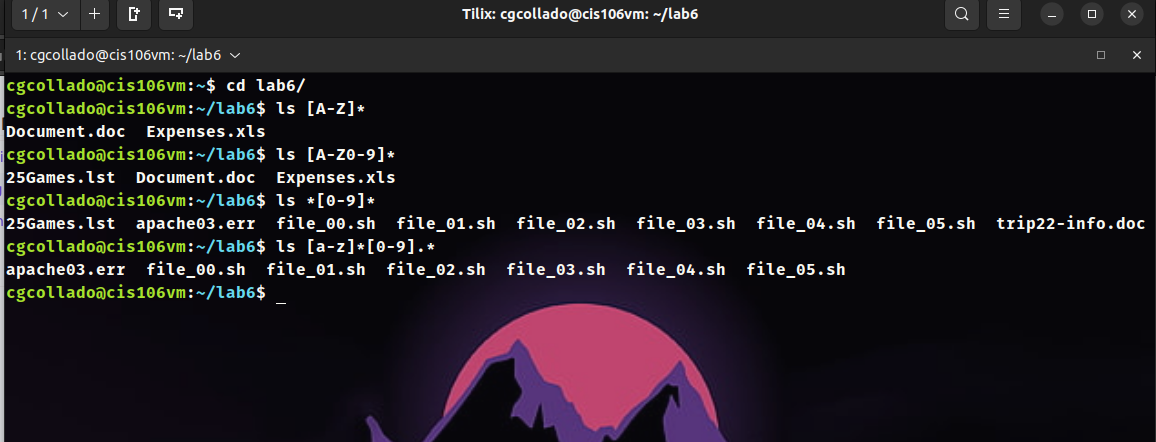 1 / 1
Tilix: cgcollado@cis106vm: ~/lab6
1: cgcollado@cis106vm: ~/lab6
cgcollado@cis106vm:~$ cd lab6/
cgcollado@cis106vm:~/lab6$ ls [A-Z]*
Document.doc  Expenses.xls
cgcollado@cis106vm:~/lab6$ ls [A-Z0-9]*
25Games.lst  Document.doc  Expenses.xls
cgcollado@cis106vm:~/lab6$ ls *[0-9]*
25Games.lst  apache03.err  file_00.sh  file_01.sh  file_02.sh  file_03.sh  file_04.sh  file_05.sh  trip22-info.doc
cgcollado@cis106vm:~/lab6$ ls [a-z]*[0-9].*
apache03.err  file_00.sh  file_01.sh  file_02.sh  file_03.sh  file_04.sh  file_05.sh
cgcollado@cis106vm:~/lab6$ _